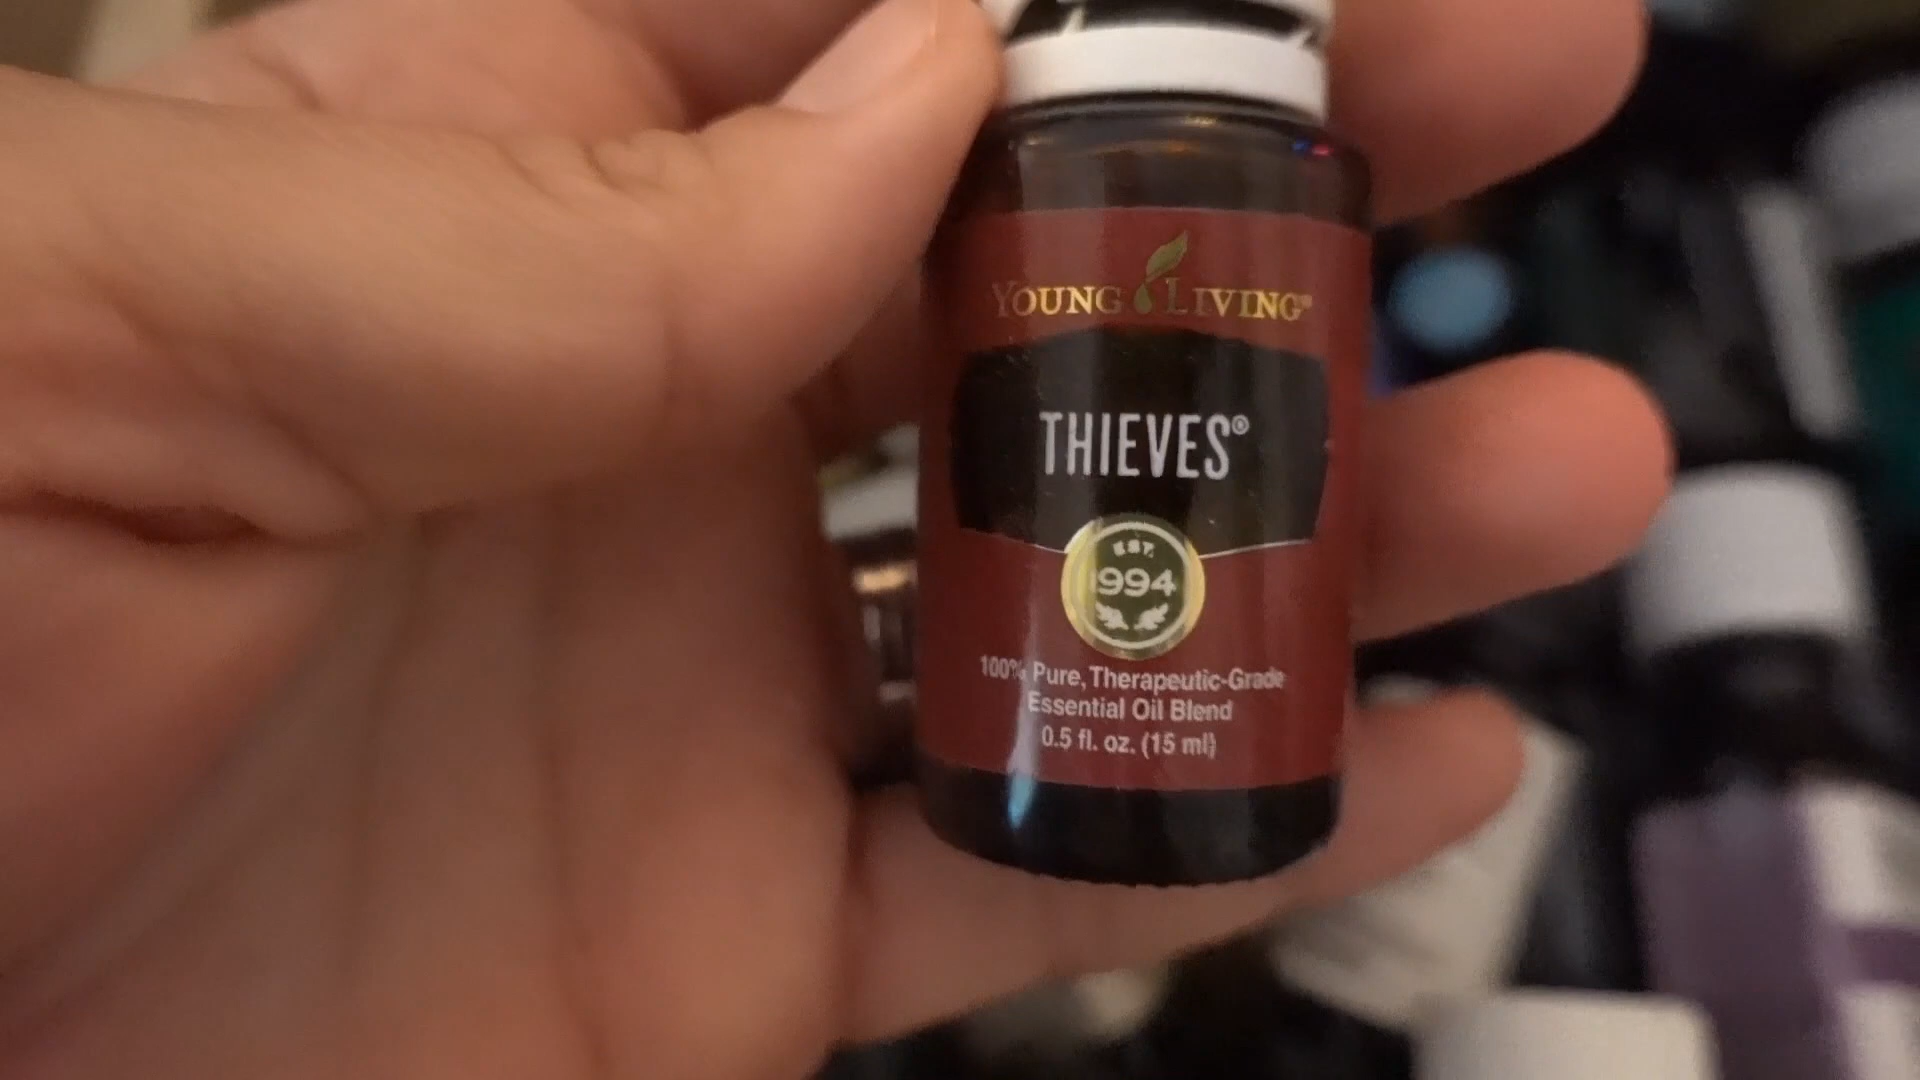 YOUNG LIVING®
THIEVES®
EST.
1994
100% Pure, Therapeutic-Grade
Essential Oil Blend
0.5 fl. oz. (15 ml)